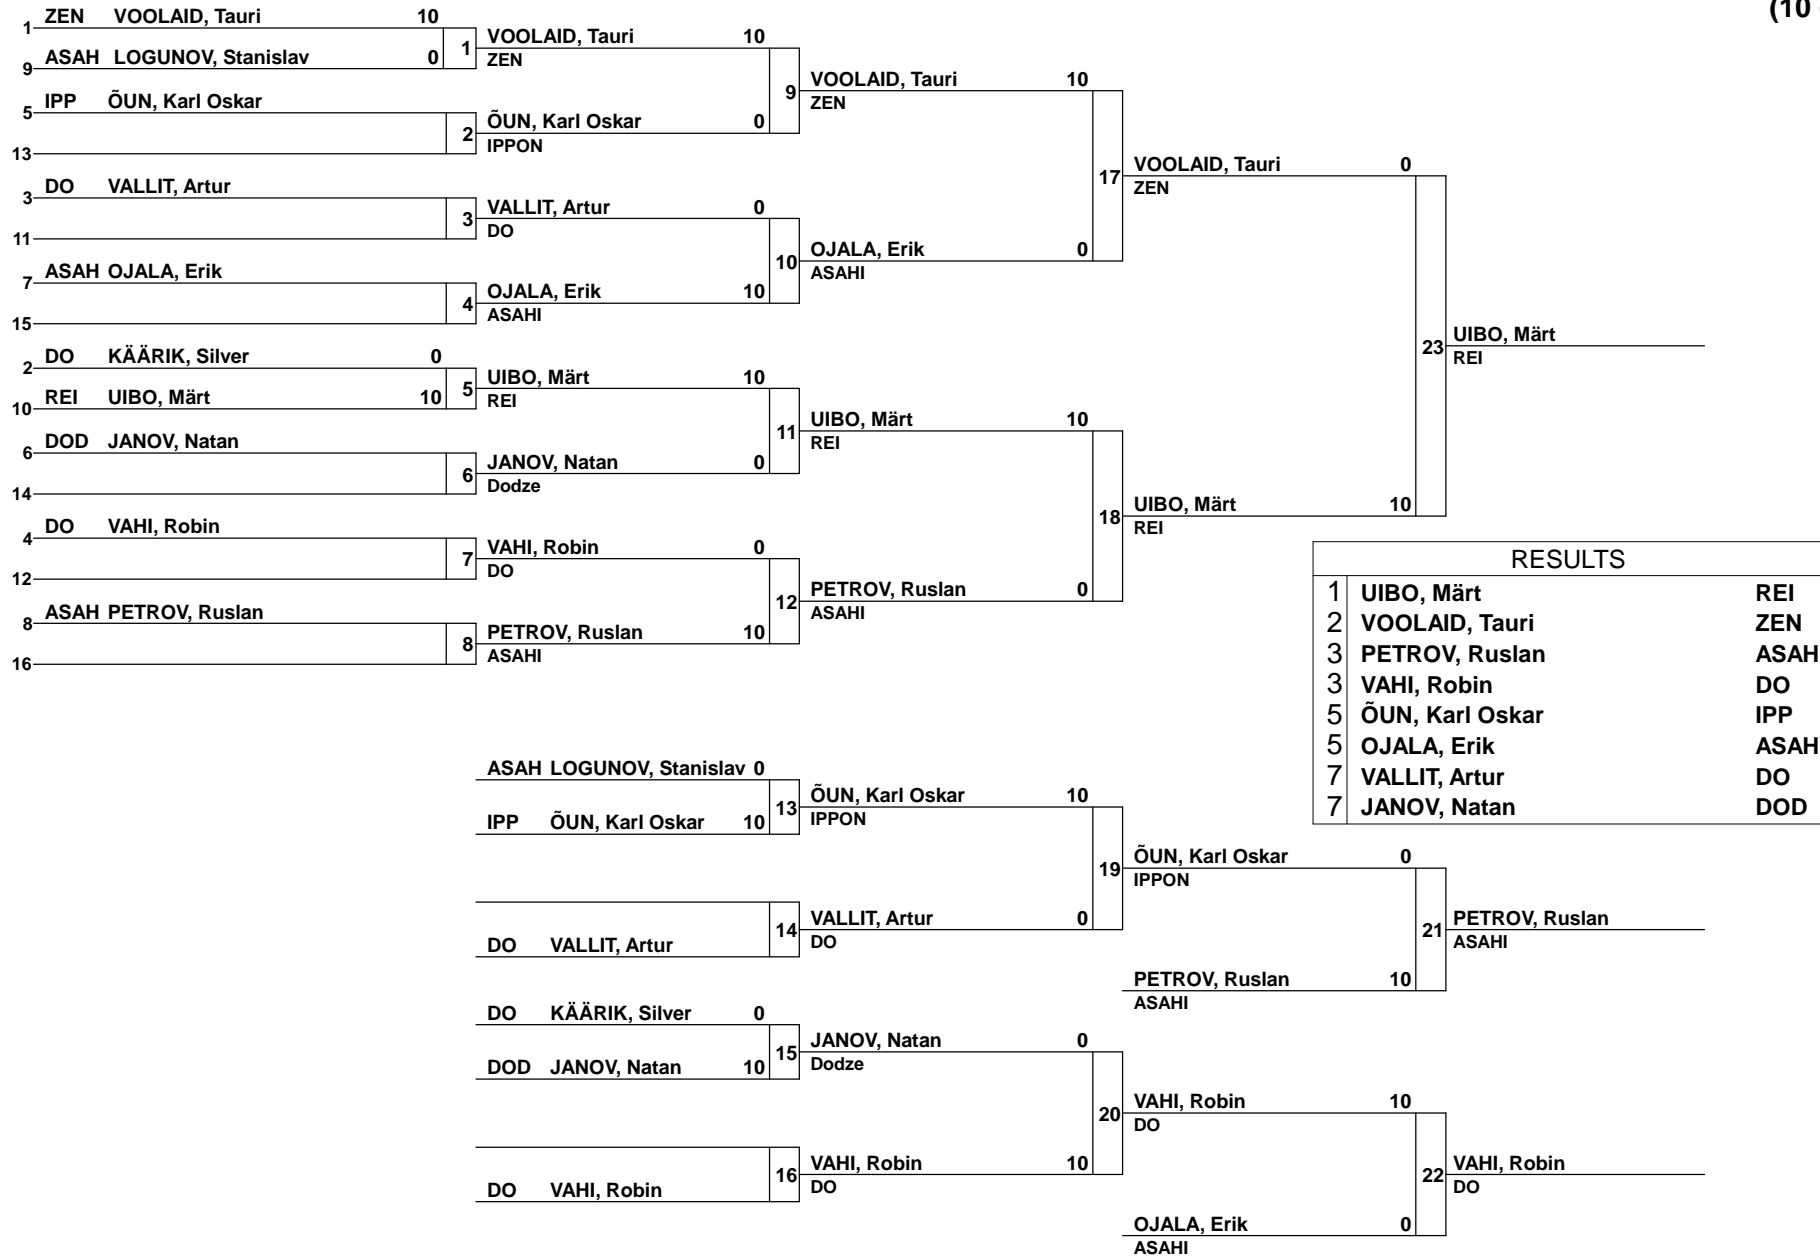 (10
1 ZEN VOOLAID, Tauri 10
9 ASAH LOGUNOV, Stanislav 0
1
5 IPP ÕUN, Karl Oskar
13
2
3 DO VALLIT, Artur
11
3
7 ASAH OJALA, Erik
15
4
2 DO KÄÄRIK, Silver 0
10 REI UIBO, Märt 10
5
6 DOD JANOV, Natan
14
6
4 DO VAHI, Robin
12
7
8 ASAH PETROV, Ruslan
16
8
VOOLAID, Tauri 10
ZEN
9
ÕUN, Karl Oskar 0
IPPON
VALLIT, Artur 0
DO
10
OJALA, Erik 10
ASAHI
UIBO, Märt 10
REI
11
JANOV, Natan 0
Dodze
VAHI, Robin 0
DO
12
PETROV, Ruslan 10
ASAHI
VOOLAID, Tauri 10
ZEN
17
OJALA, Erik 0
ASAHI
UIBO, Märt 10
REI
18
PETROV, Ruslan 0
ASAHI
VOOLAID, Tauri 0
ZEN
23
UIBO, Märt 10
REI
UIBO, Märt
REI
RESULTS
1 UIBO, Märt REI
2 VOOLAID, Tauri ZEN
3 PETROV, Ruslan ASAH
3 VAHI, Robin DO
5 ÕUN, Karl Oskar IPP
5 OJALA, Erik ASAH
7 VALLIT, Artur DO
7 JANOV, Natan DOD
ASAH LOGUNOV, Stanislav 0
13
IPP ÕUN, Karl Oskar 10
14
DO VALLIT, Artur
DO KÄÄRIK, Silver 0
15
DOD JANOV, Natan 10
16
DO VAHI, Robin
ÕUN, Karl Oskar 10
IPPON
19
VALLIT, Artur 0
DO
JANOV, Natan 0
Dodze
20
VAHI, Robin 10
DO
ÕUN, Karl Oskar 0
IPPON
21
PETROV, Ruslan 10
ASAHI
VAHI, Robin 10
DO
22
OJALA, Erik 0
ASAHI
PETROV, Ruslan
ASAHI
VAHI, Robin
DO